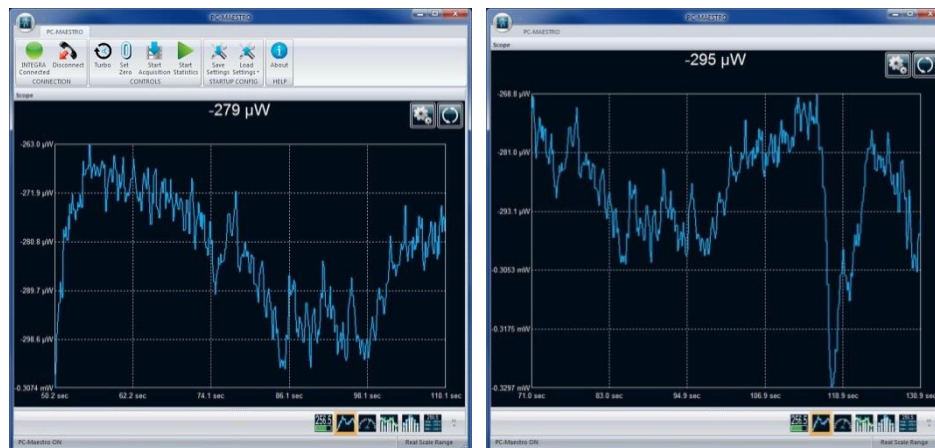 PC-MAESTRO
PC-MAESTRO
INTEGRA Connected
Disconnect
Turbo
Set Zero
Start Acquisition
Start Statistics
Save Settings
Load Settings
About
CONNECTION
CONTROLS
STARTUP CONFIG
HELP
Scope
-279 µW
-263.0 µW
-271.9 µW
-280.8 µW
-289.7 µW
-298.6 µW
-0.3074 mW
50.2 sec
62.2 sec
74.1 sec
86.1 sec
98.1 sec
110.1 sec
PC-Maestro ON
Real Scale Range
PC-MAESTRO
PC-MAESTRO
Scope
-295 µW
-268.8 µW
-281.0 µW
-293.1 µW
-0.3053 mW
-0.3175 mW
-0.3297 mW
71.0 sec
83.0 sec
94.9 sec
106.9 sec
118.9 sec
130.9 sec
PC-Maestro ON
Real Scale Range